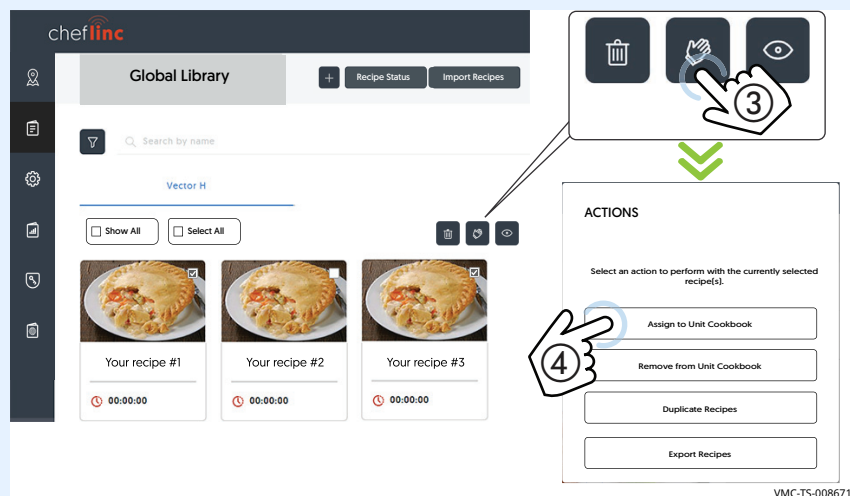 cheflinc
Global Library
+ Recipe Status Import Recipes
Search by name
Vector H
Show All Select All
Your recipe #1 Your recipe #2 Your recipe #3
00:00:00 00:00:00 00:00:00
3
ACTIONS
Select an action to perform with the currently selected
recipe[s].
Assign to Unit Cookbook
4
Remove from Unit Cookbook
Duplicate Recipes
Export Recipes
VMC-TS-008671